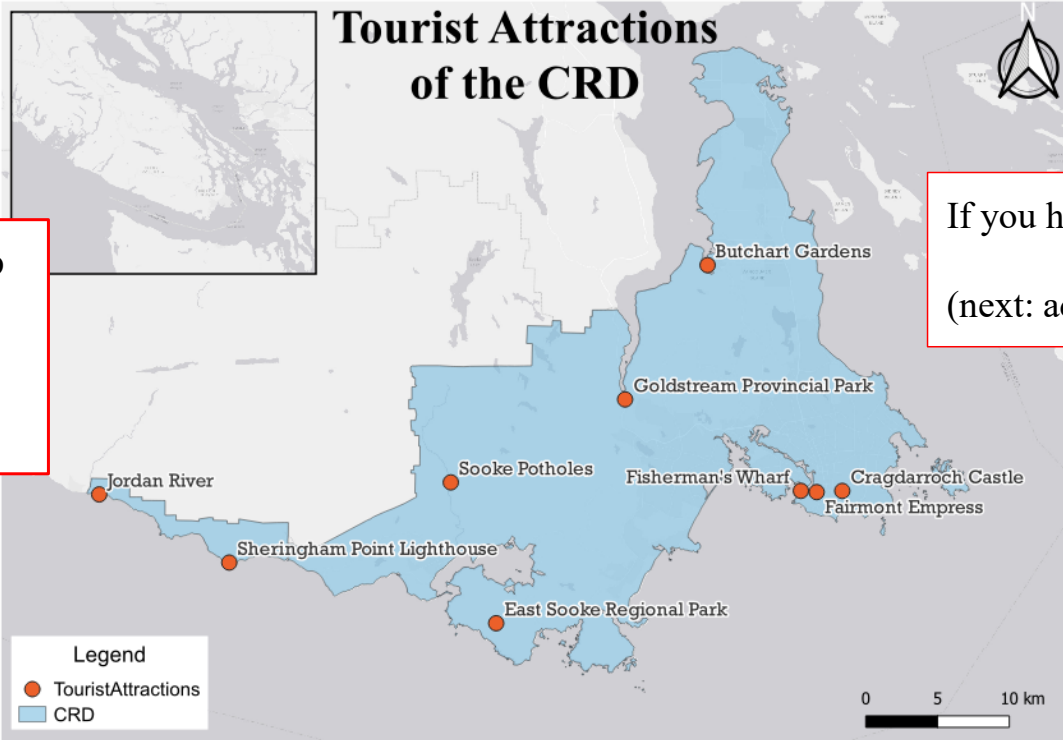 Tourist Attractions
of the CRD
N
If you h
(next: a
Butchart Gardens
Goldstream Provincial Park
Sooke Potholes
Fisherman's Wharf
Cragdarroch Castle
Fairmont Empress
Jordan River
Sheringham Point Lighthouse
East Sooke Regional Park
Legend
TouristAttractions
CRD
0 5 10 km